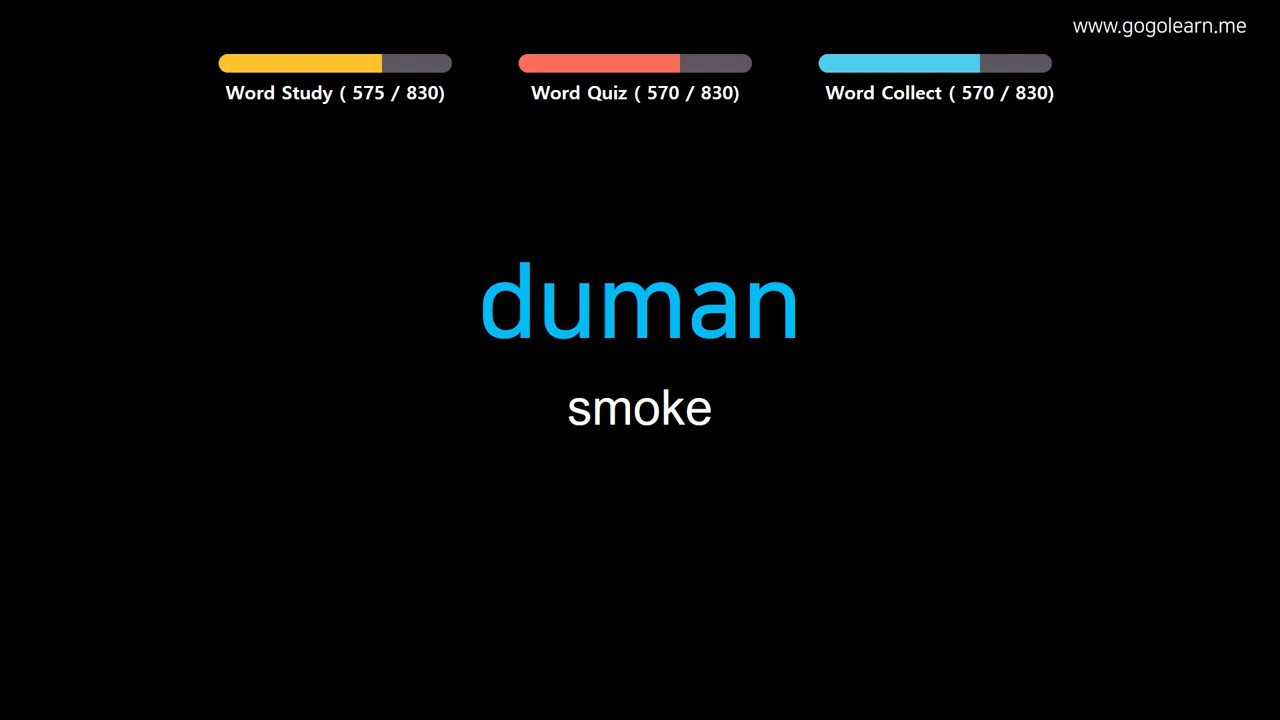 www.gogolearn.me
Word Study ( 575 / 830)
Word Quiz ( 570 / 830)
Word Collect ( 570 / 830)
duman
smoke